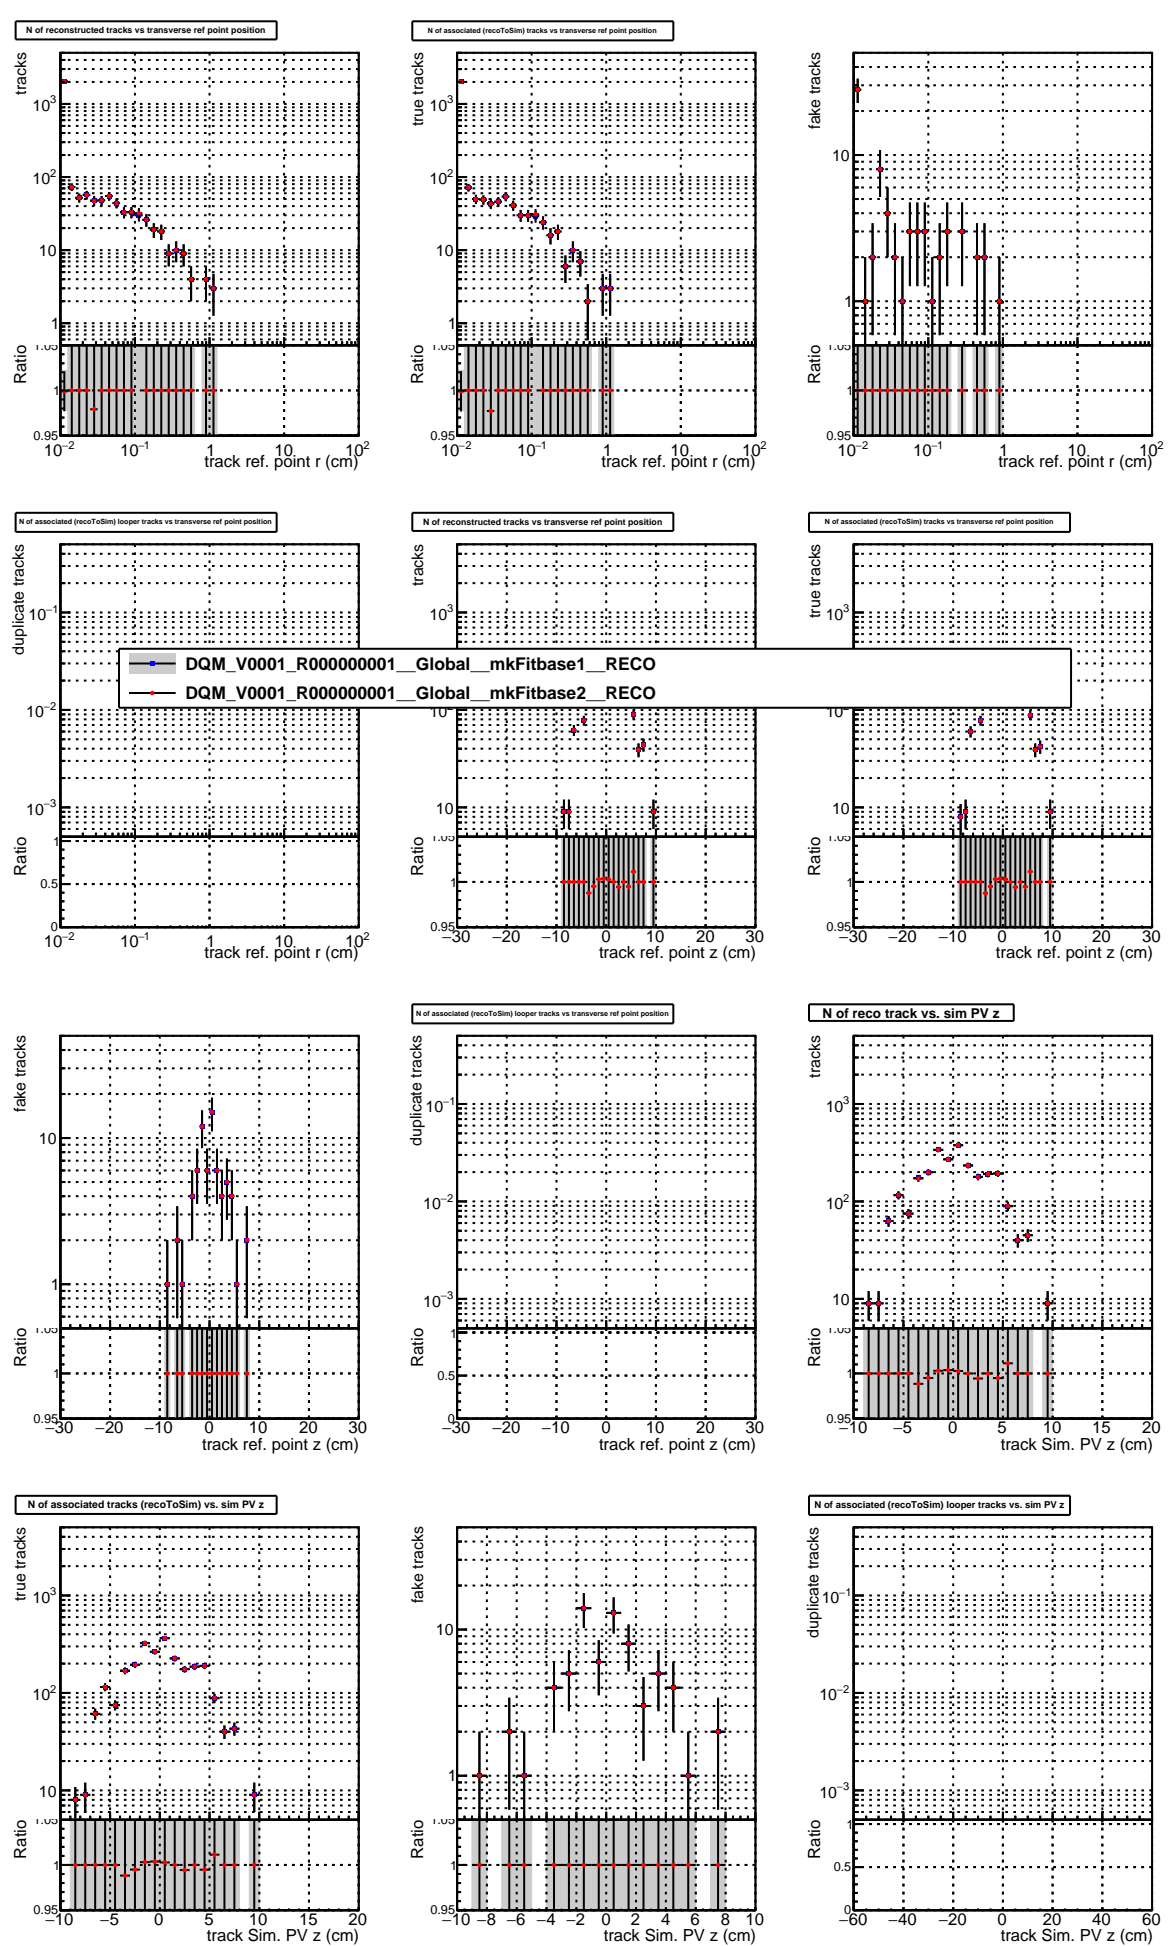 N of reconstructed tracks vs transverse ref point position
tracks
10³
10²
10
1
Ratio
1.05
1
0.95
10⁻² 10⁻¹ 1 10 10²
track ref. point r (cm)
N of associated (recoToSim) tracks vs transverse ref point position
true tracks
10³
10²
10
1
Ratio
1.05
1
0.95
10⁻² 10⁻¹ 1 10 10²
track ref. point r (cm)
fake tracks
10
1
Ratio
1.05
1
0.95
10⁻² 10⁻¹ 1 10 10²
track ref. point r (cm)
N of associated (recoToSim) looper tracks vs transverse ref point position
duplicate tracks
10⁻¹
10⁻²
10⁻³
Ratio
1
0.5
0
10⁻² 10⁻¹ 1 10 10²
track ref. point r (cm)
N of reconstructed tracks vs transverse ref point position
tracks
10³
10²
10
Ratio
1.05
1
0.95
−30 −20 −10 0 10 20 30
track ref. point z (cm)
N of associated (recoToSim) tracks vs transverse ref point position
true tracks
10³
10²
10
Ratio
1.05
1
0.95
−30 −20 −10 0 10 20 30
track ref. point z (cm)
DQM_V0001_R000000001__Global__mkFitbase1__RECO
DQM_V0001_R000000001__Global__mkFitbase2__RECO
fake tracks
10
1
Ratio
1.05
1
0.95
−30 −20 −10 0 10 20 30
track ref. point z (cm)
N of associated (recoToSim) looper tracks vs transverse ref point position
duplicate tracks
10⁻¹
10⁻²
10⁻³
Ratio
1
0.5
0
−30 −20 −10 0 10 20 30
track ref. point z (cm)
N of reco track vs. sim PV z
tracks
10³
10²
10
Ratio
1.05
1
0.95
−10 −5 0 5 10 15 20
track Sim. PV z (cm)
N of associated tracks (recoToSim) vs. sim PV z
true tracks
10³
10²
10
Ratio
1.05
1
0.95
−10 −5 0 5 10 15 20
track Sim. PV z (cm)
fake tracks
10
1
Ratio
1.05
1
0.95
−10 −8 −6 −4 −2 0 2 4 6 8 10
track Sim. PV z (cm)
N of associated (recoToSim) looper tracks vs. sim PV z
duplicate tracks
10⁻¹
10⁻²
10⁻³
Ratio
1
0.5
0
−60 −40 −20 0 20 40 60
track Sim. PV z (cm)